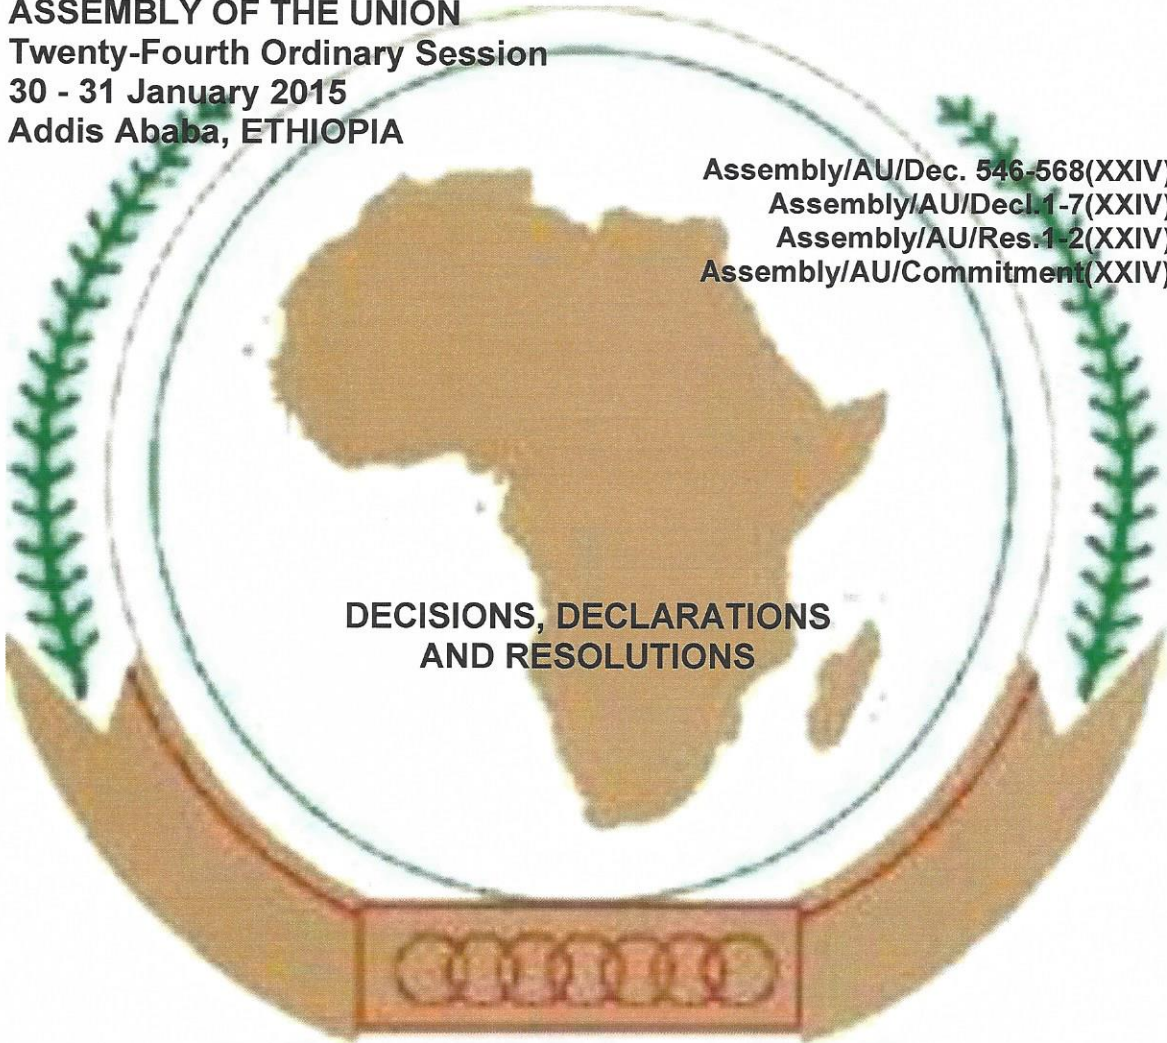 ASSEMBLY OF THE UNION
Twenty-Fourth Ordinary Session
30 - 31 January 2015
Addis Ababa, ETHIOPIA
Assembly/AU/Dec. 546-568(XXIV)
Assembly/AU/Decl.1-7(XXIV)
Assembly/AU/Res.1-2(XXIV)
Assembly/AU/Commitment(XXIV)
DECISIONS, DECLARATIONS
AND RESOLUTIONS